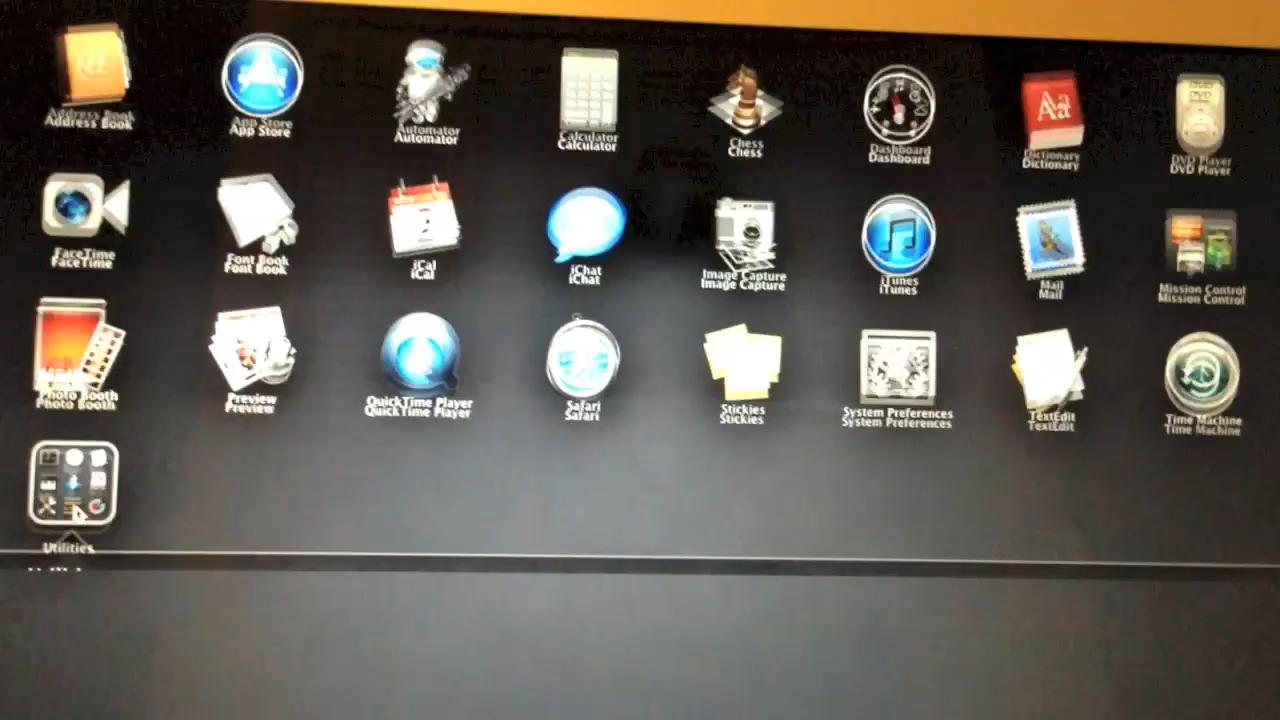 Address Book App Store Automator Calculator Chess Dashboard Dictionary DVD Player
FaceTime Font Book iCal iChat Image Capture iTunes Mail Mission Control
Photo Booth Preview QuickTime Player Safari Stickies System Preferences TextEdit Time Machine
Utilities